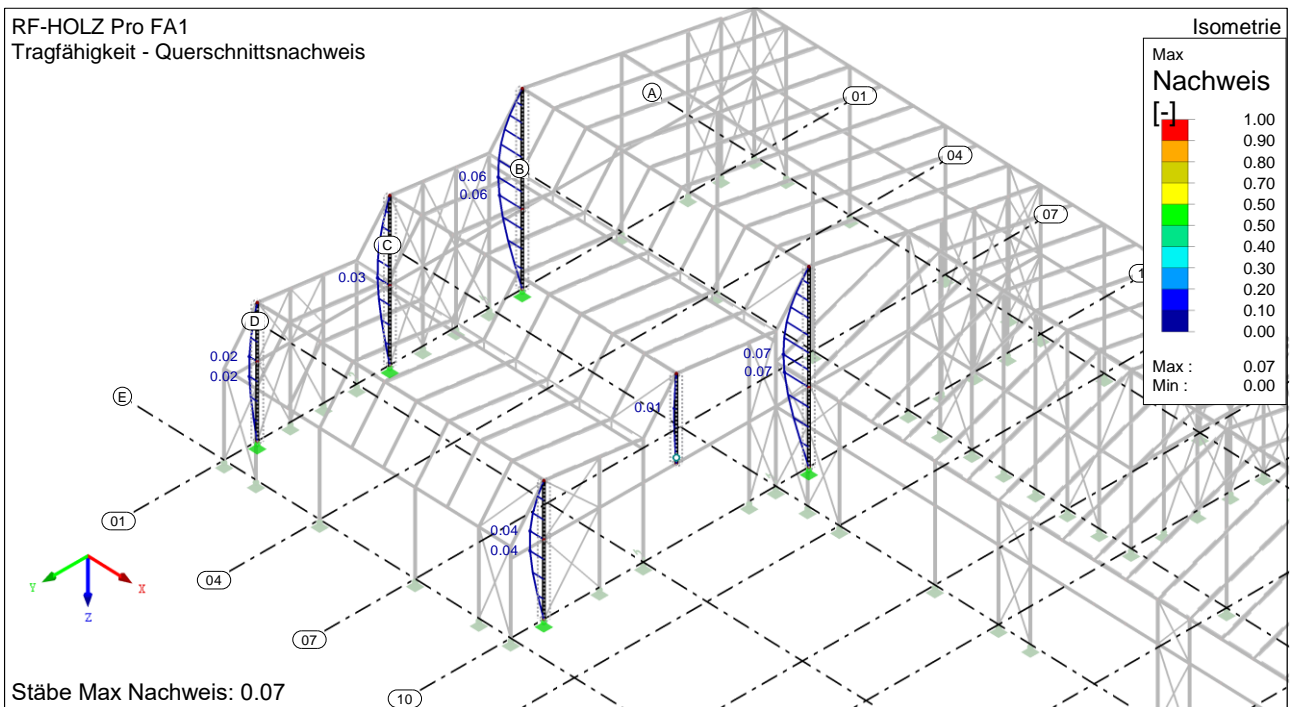 RF-HOLZ Pro FA1
Tragfähigkeit - Querschnittsnachweis
Isometrie
Max
Nachweis
[-]
1.00
0.90
0.80
0.70
0.60
0.50
0.40
0.30
0.20
0.10
0.00
Max : 0.07
Min : 0.00
A
01
B
04
0.06
0.06
07
C
0.03
D
0.07
0.07
0.02
0.02
E
0.01
01
0.04
0.04
04
Y
X
Z
07
10
Stäbe Max Nachweis: 0.07